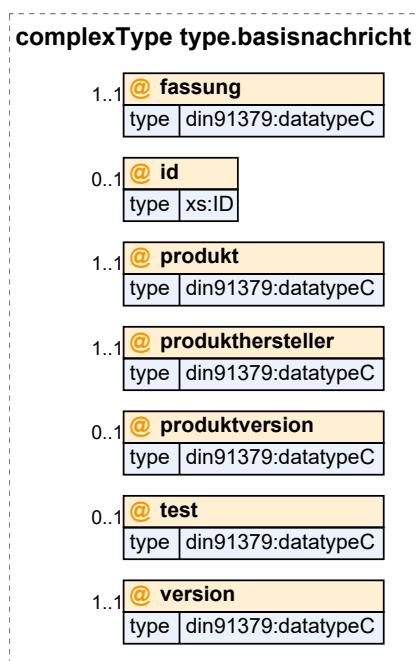 complexType type.basisnachricht
1..1 @ fassung
type din91379:datatypeC
0..1 @ id
type xs:ID
1..1 @ produkt
type din91379:datatypeC
1..1 @ produkthersteller
type din91379:datatypeC
0..1 @ produktversion
type din91379:datatypeC
0..1 @ test
type din91379:datatypeC
1..1 @ version
type din91379:datatypeC